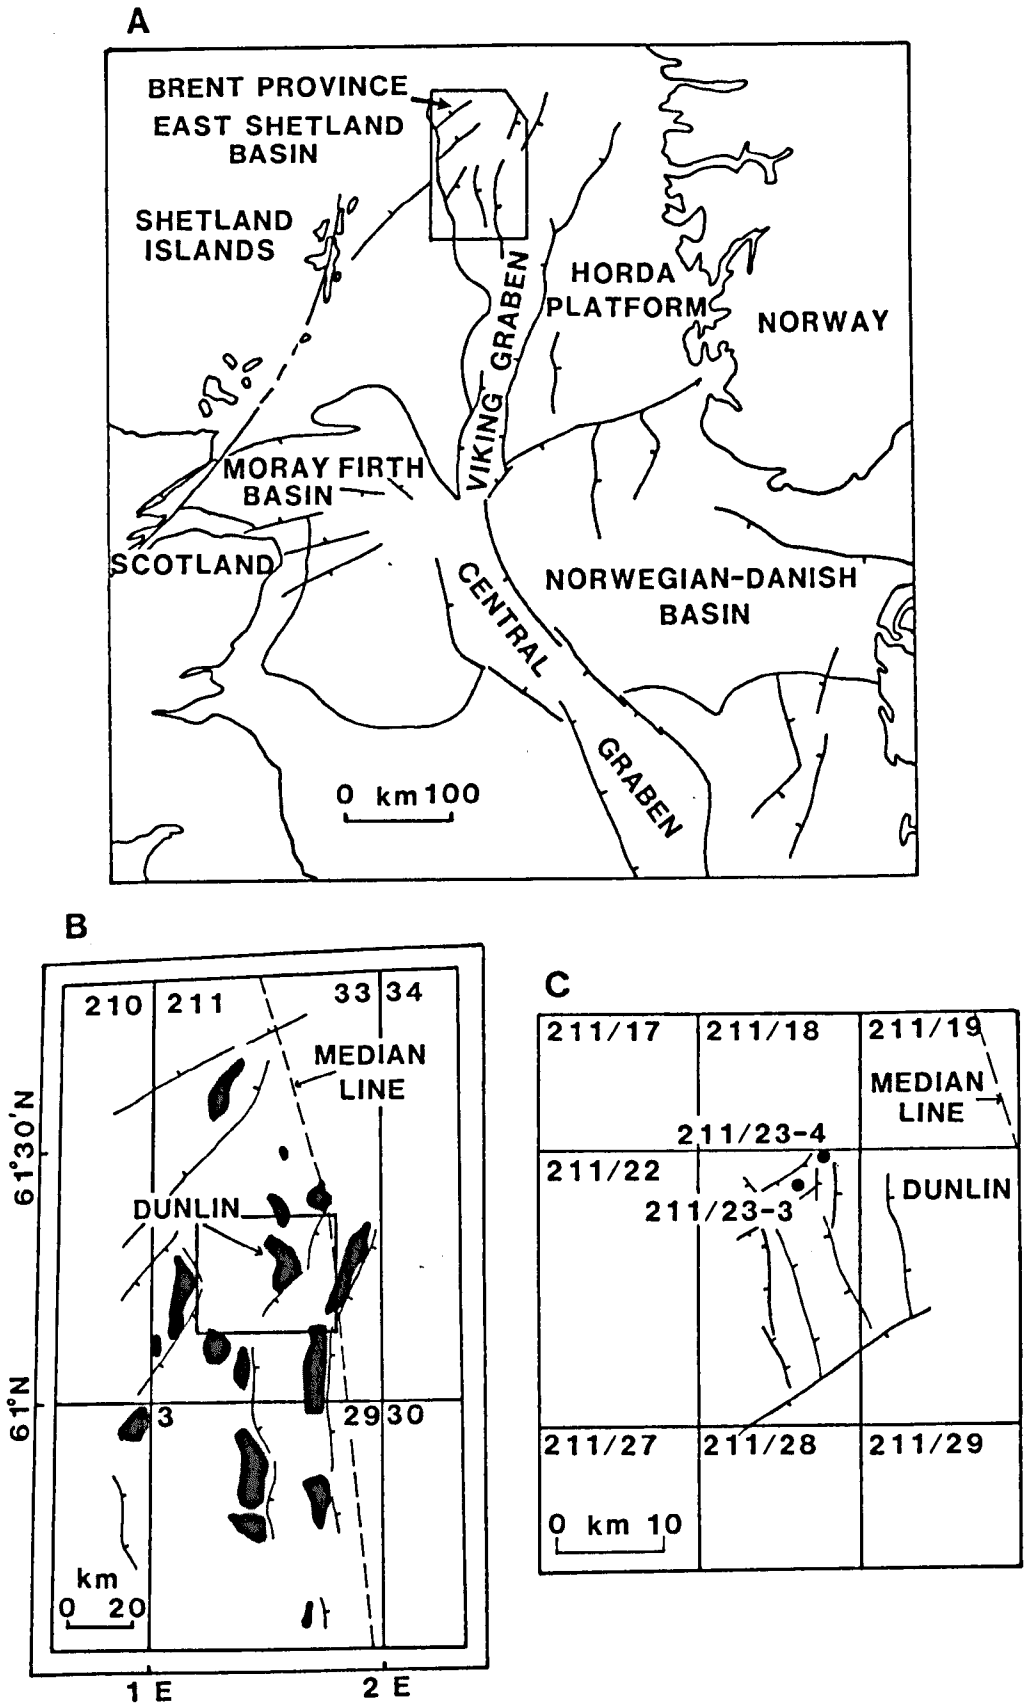 A
BRENT PROVINCE
EAST SHETLAND
BASIN
SHETLAND
ISLANDS
HORDA
PLATFORM
NORWAY
VIKING GRABEN
MORAY FIRTH
BASIN
SCOTLAND
CENTRAL
GRABEN
NORWEGIAN-DANISH
BASIN
0 km 100
B
210
211
33
34
MEDIAN
LINE
61°30'N
DUNLIN
61°N
3
29
30
km
0 20
1 E
2 E
C
211/17
211/18
211/19
MEDIAN
LINE
211/23-4
211/22
DUNLIN
211/23-3
211/27
211/28
211/29
0 km 10